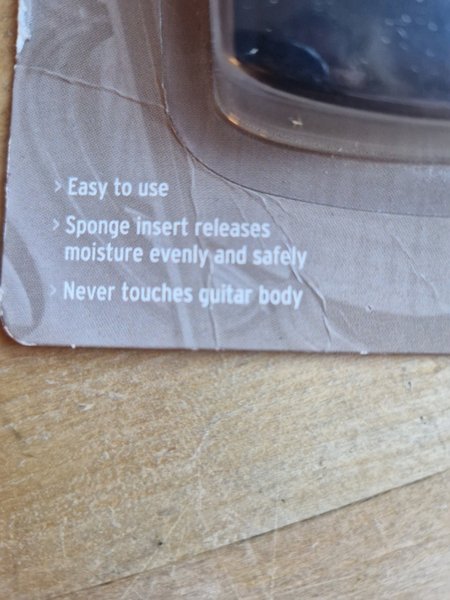 > Easy to use
> Sponge insert releases
moisture evenly and safely
> Never touches guitar body